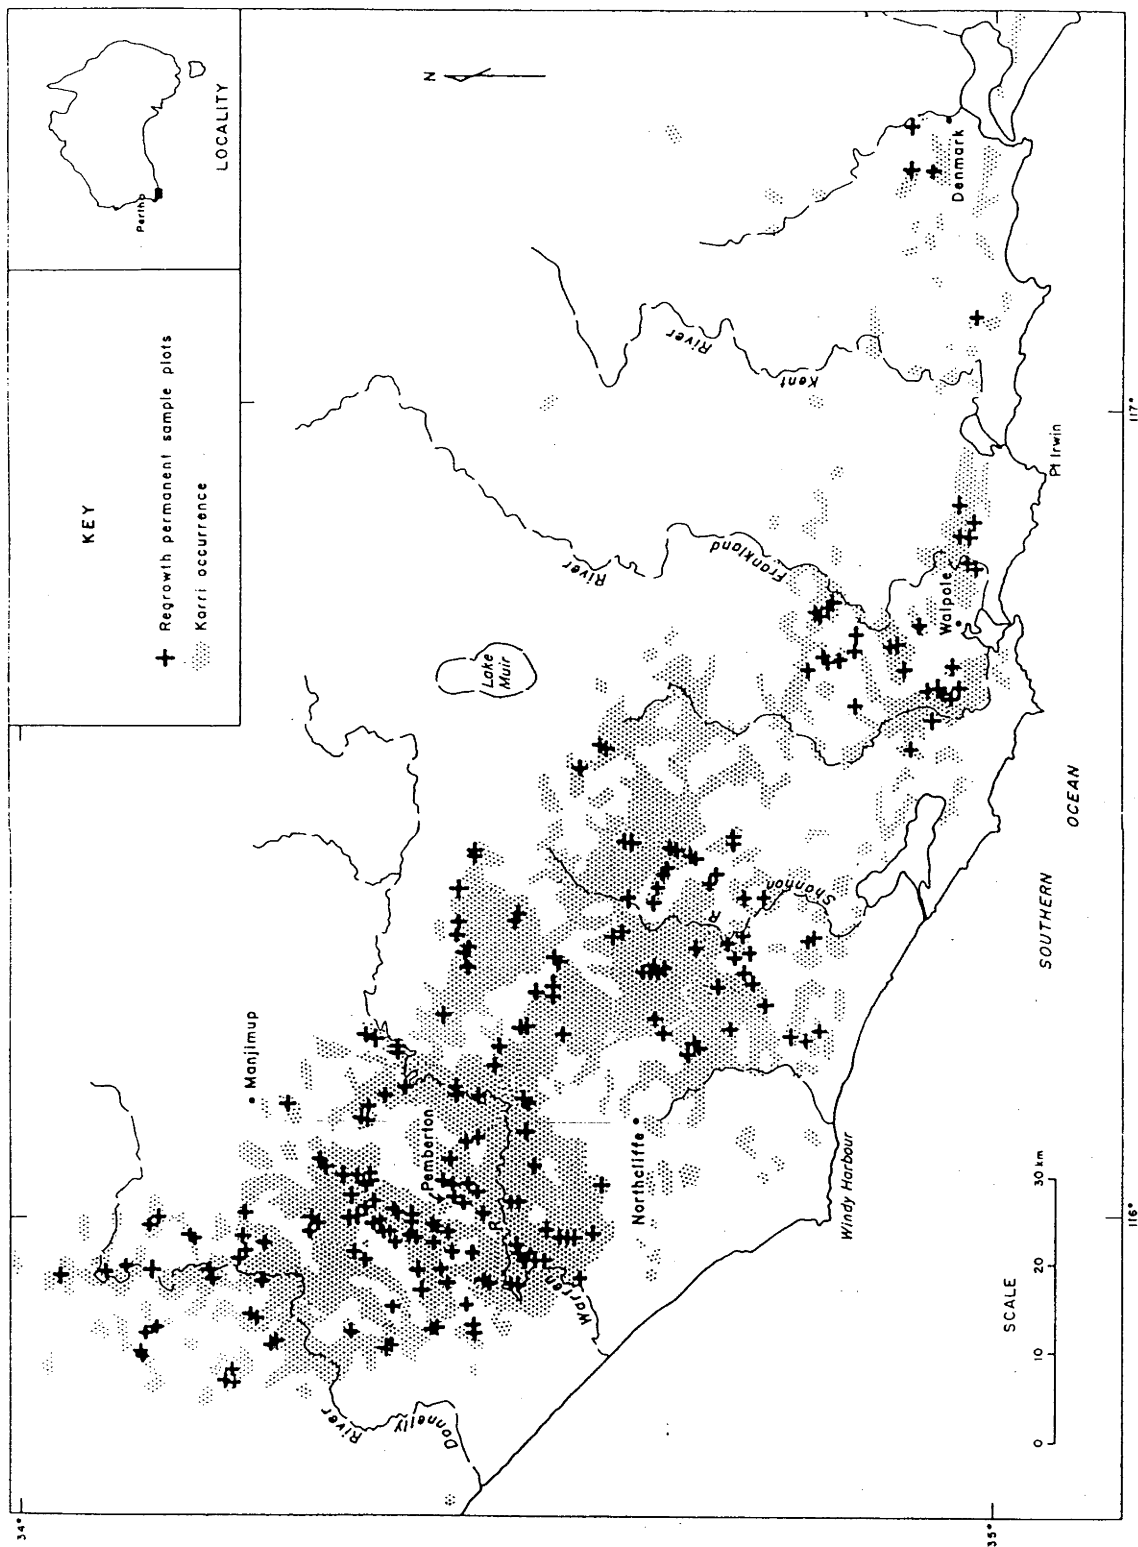 KEY
Regrowth permanent sample plots
Karri occurrence
Perth
LOCALITY
N
34°
Manjimup
Lake
Muir
River
Frankland
River
Kent
River
Donnelly
Pemberton
Warren
R
Northcliffe
Windy Harbour
R
Shannon
Walpole
Denmark
Pt Irwin
SOUTHERN
OCEAN
SCALE
0 10 20 30 km
35°
116°
117°